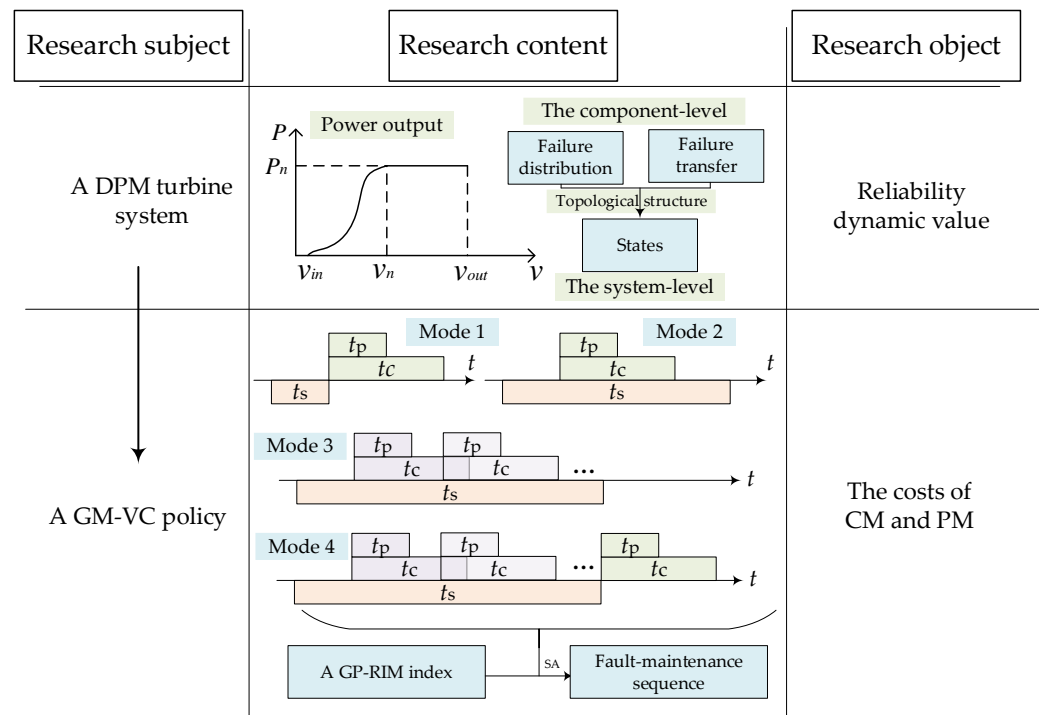 Research subject
Research content
Research object
A DPM turbine
system
Power output
P
Pn
vin
vn
vout
v
The component-level
Failure
distribution
Failure
transfer
Topological structure
States
The system-level
Reliability
dynamic value
A GM-VC policy
Mode 1
tp
tc
t
ts
Mode 2
tp
tc
t
ts
Mode 3
tp
tp
tc
tc
...
t
ts
Mode 4
tp
tp
tp
tc
tc
...
tc
t
ts
A GP-RIM index
SA
Fault-maintenance
sequence
The costs of
CM and PM